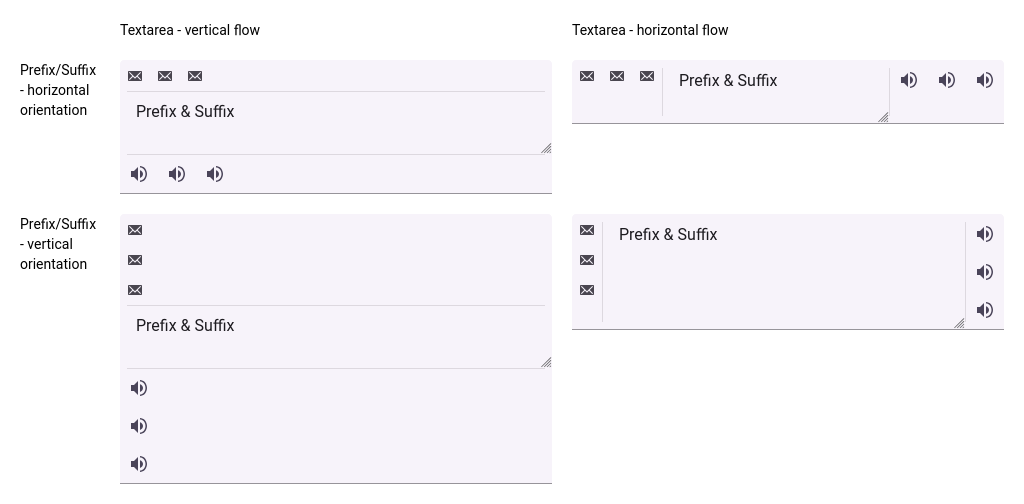 Textarea - vertical flow
Textarea - horizontal flow
Prefix/Suffix
- horizontal
orientation
Prefix & Suffix
Prefix & Suffix
Prefix/Suffix
- vertical
orientation
Prefix & Suffix
Prefix & Suffix